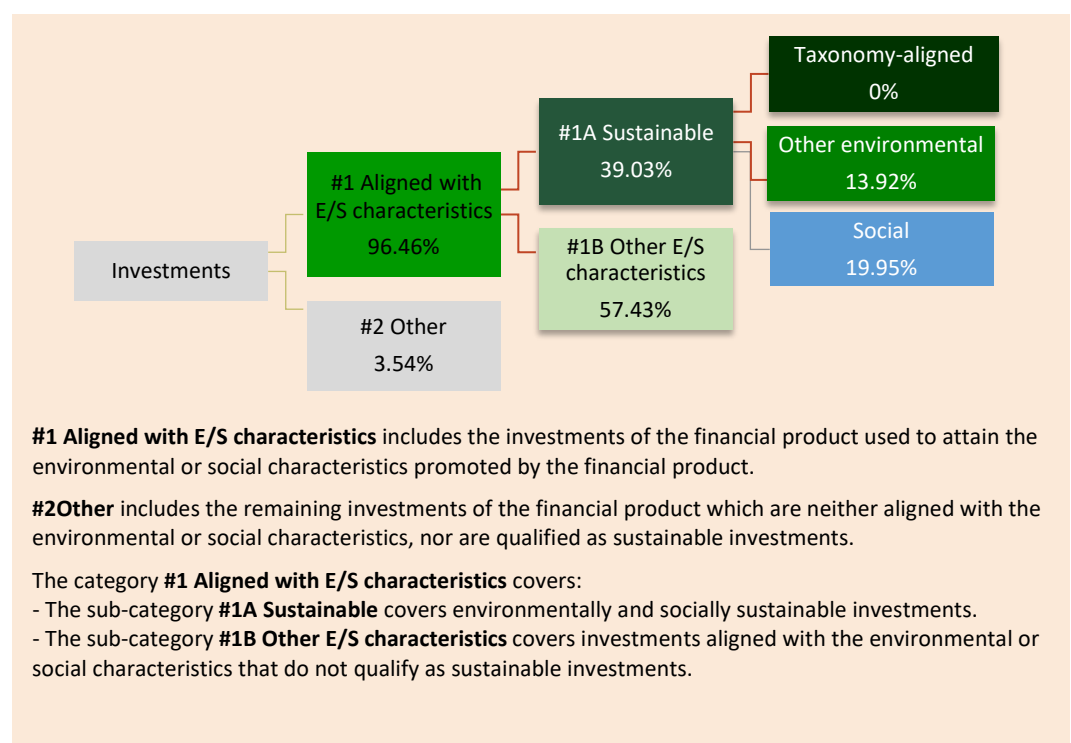 Investments
#1 Aligned with
E/S characteristics
96.46%
#2 Other
3.54%
#1A Sustainable
39.03%
#1B Other E/S
characteristics
57.43%
Taxonomy-aligned
0%
Other environmental
13.92%
Social
19.95%
#1 Aligned with E/S characteristics includes the investments of the financial product used to attain the
environmental or social characteristics promoted by the financial product.
#2Other includes the remaining investments of the financial product which are neither aligned with the
environmental or social characteristics, nor are qualified as sustainable investments.
The category #1 Aligned with E/S characteristics covers:
- The sub-category #1A Sustainable covers environmentally and socially sustainable investments.
- The sub-category #1B Other E/S characteristics covers investments aligned with the environmental or
social characteristics that do not qualify as sustainable investments.